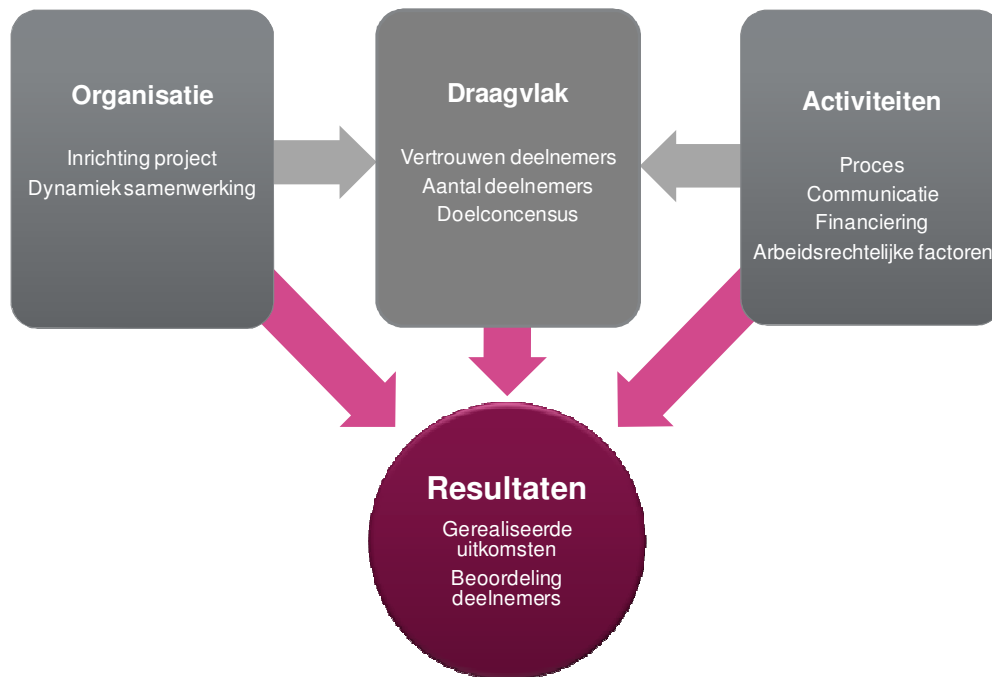 Organisatie
Inrichting project
Dynamiek samenwerking
Draagvlak
Vertrouwen deelnemers
Aantal deelnemers
Doelconcensus
Activiteiten
Proces
Communicatie
Financiering
Arbeidsrechtelijke factoren
Resultaten
Gerealiseerde
uitkomsten
Beoordeling
deelnemers